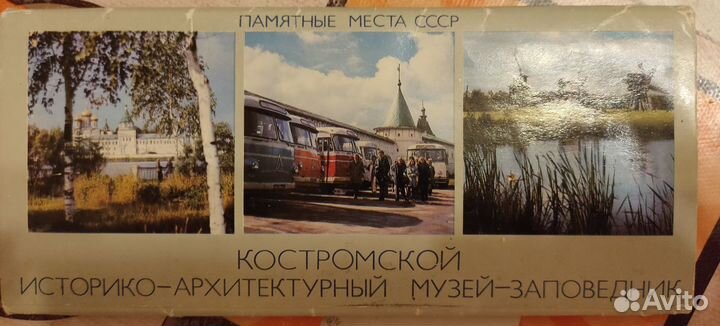 ПАМЯТНЫЕ МЕСТА СССР
КОСТРОМСКОЙ
ИСТОРИКО-АРХИТЕКТУРНЫЙ МУЗЕЙ-ЗАПОВЕДНИК
Avito